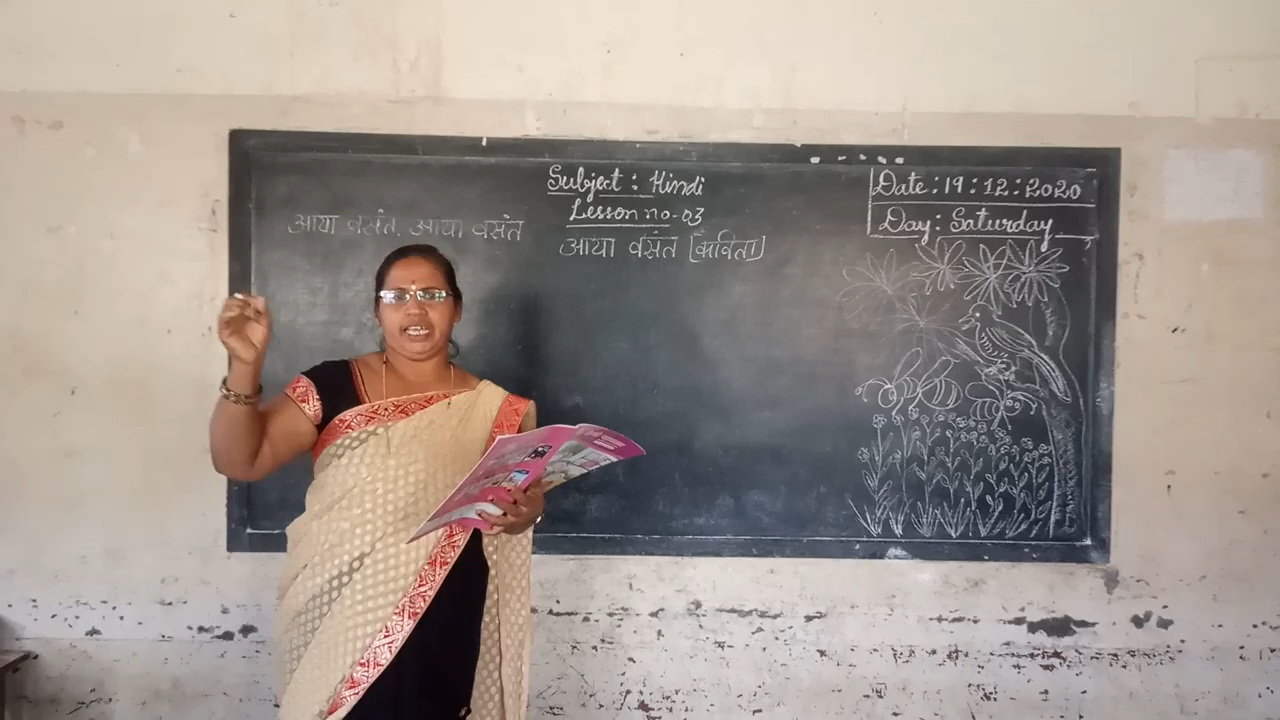 Subject : Hindi
Lesson no-03
आया वसंत (कविता)
आया वसंत, आया वसंत
Date : 19 : 12 : 2020
Day : Saturday